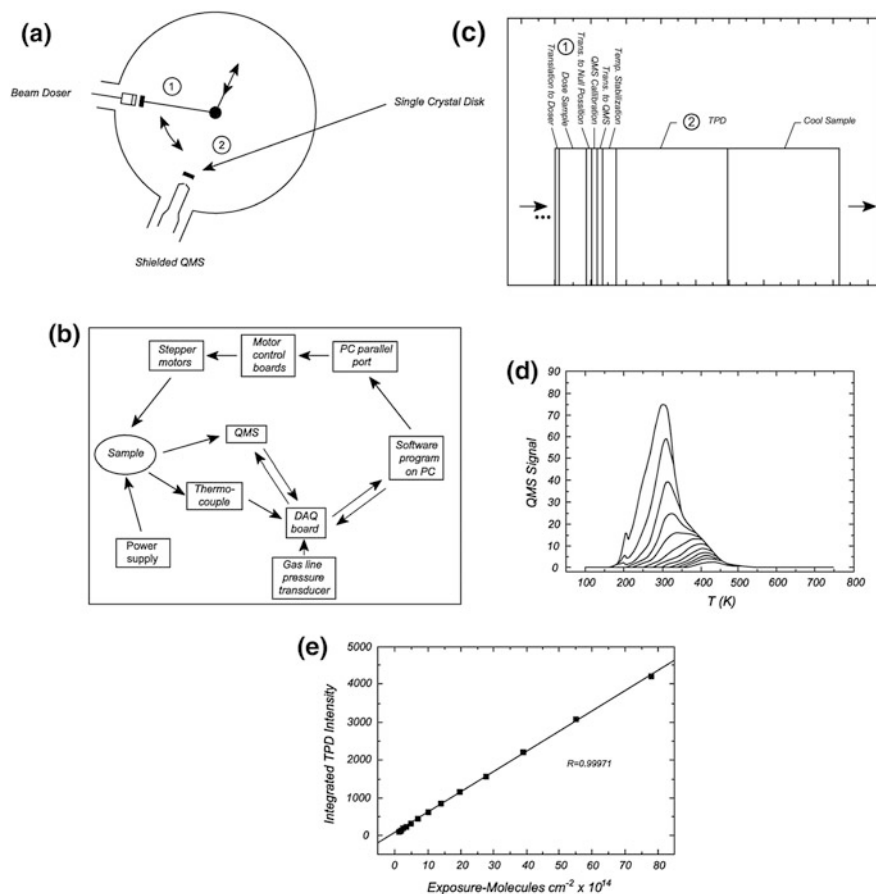 (a)
1
Beam Doser
2
Single Crystal Disk
Shielded QMS
(c)
Translation to Doser
1
Dose Sample
Trans. to Null Possition
QMS Callibration
Trans. to QMS
Temp. Stabilization
2 TPD
Cool Sample
(b)
Stepper
motors
Motor
control
boards
PC parallel
port
Sample
QMS
Software
program
on PC
Thermo-
couple
DAQ
board
Power
supply
Gas line
pressure
transducer
(d)
QMS Signal
90
80
70
60
50
40
30
20
10
0
100 200 300 400 500 600 700 800
T (K)
(e)
Integrated TPD Intensity
5000
4000
3000
2000
1000
0
R=0.99971
0 10 20 30 40 50 60 70 80
Exposure-Molecules cm⁻² x 10¹⁴